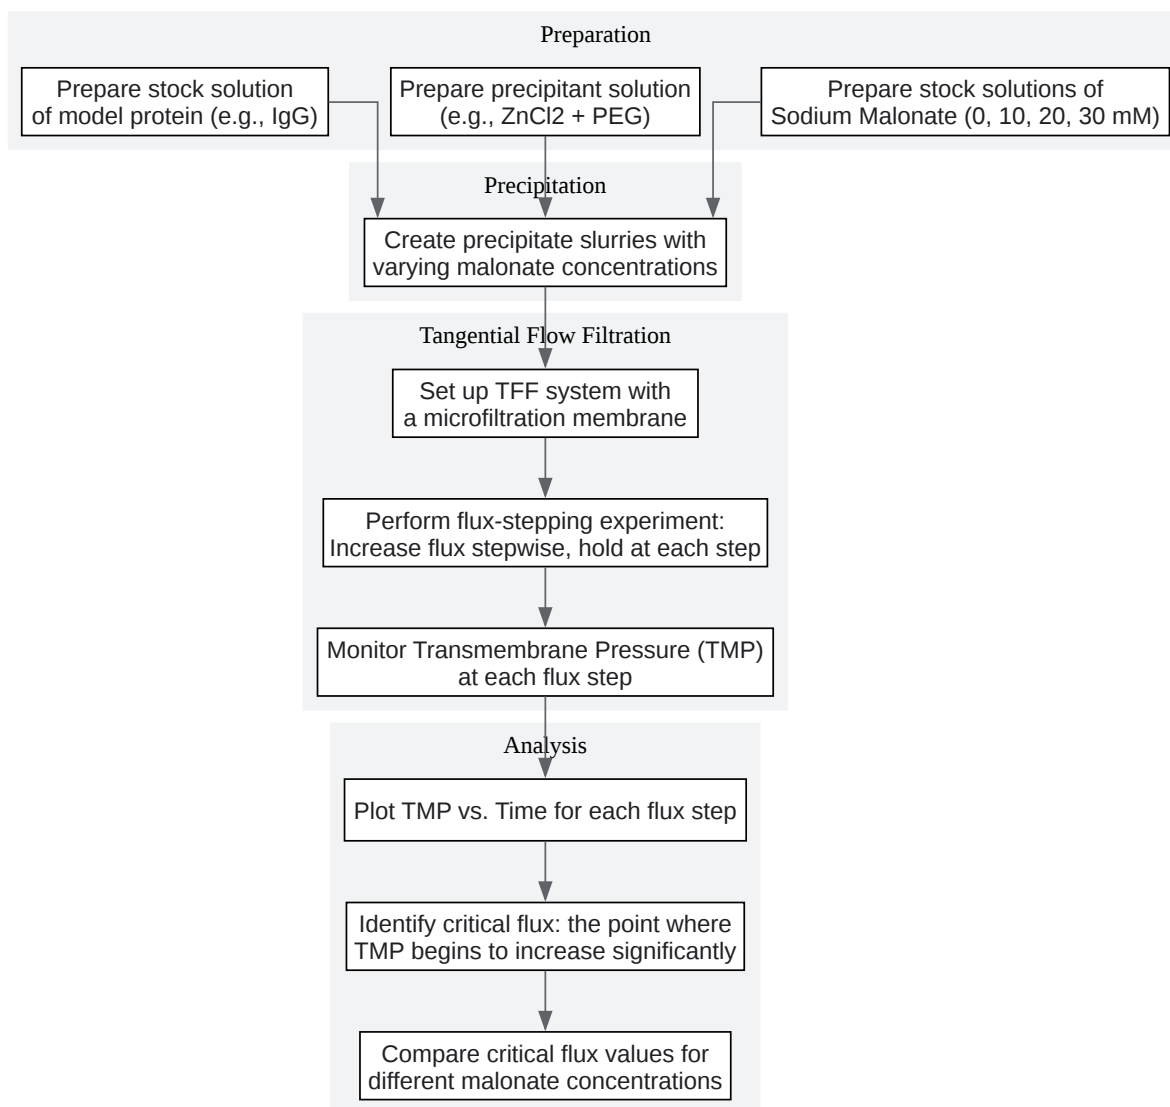 Preparation
Prepare stock solution
of model protein (e.g., IgG)
Prepare precipitant solution
(e.g., ZnCl2 + PEG)
Prepare stock solutions of
Sodium Malonate (0, 10, 20, 30 mM)
Precipitation
Create precipitate slurries with
varying malonate concentrations
Tangential Flow Filtration
Set up TFF system with
a microfiltration membrane
Perform flux-stepping experiment:
Increase flux stepwise, hold at each step
Monitor Transmembrane Pressure (TMP)
at each flux step
Analysis
Plot TMP vs. Time for each flux step
Identify critical flux: the point where
TMP begins to increase significantly
Compare critical flux values for
different malonate concentrations